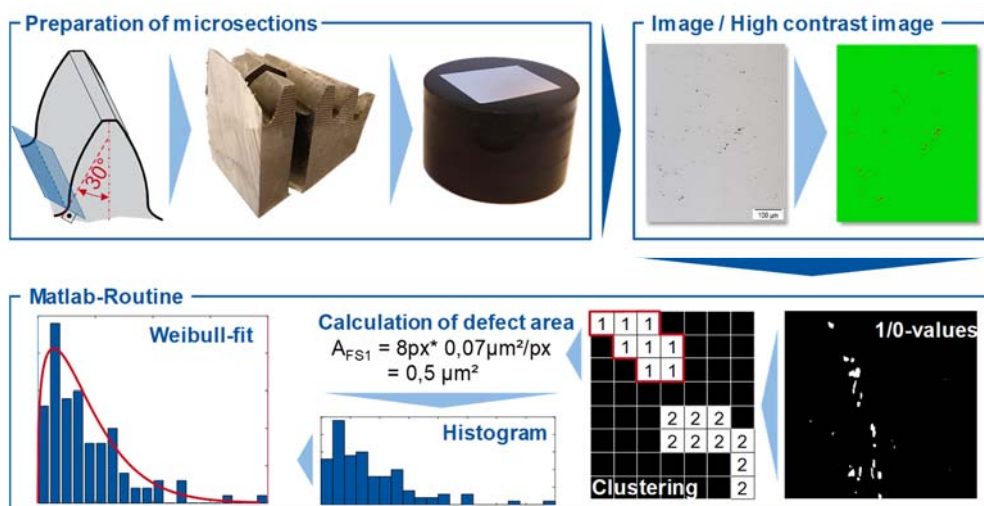 Preparation of microsections
30°
Image / High contrast image
100 µm
Matlab-Routine
Weibull-fit
Calculation of defect area
A_FS1 = 8px* 0,07µm²/px
= 0,5 µm²
Histogram
1 1 1
1 1 1
1 1
2 2 2
2 2 2 2
2
2
Clustering
1/0-values